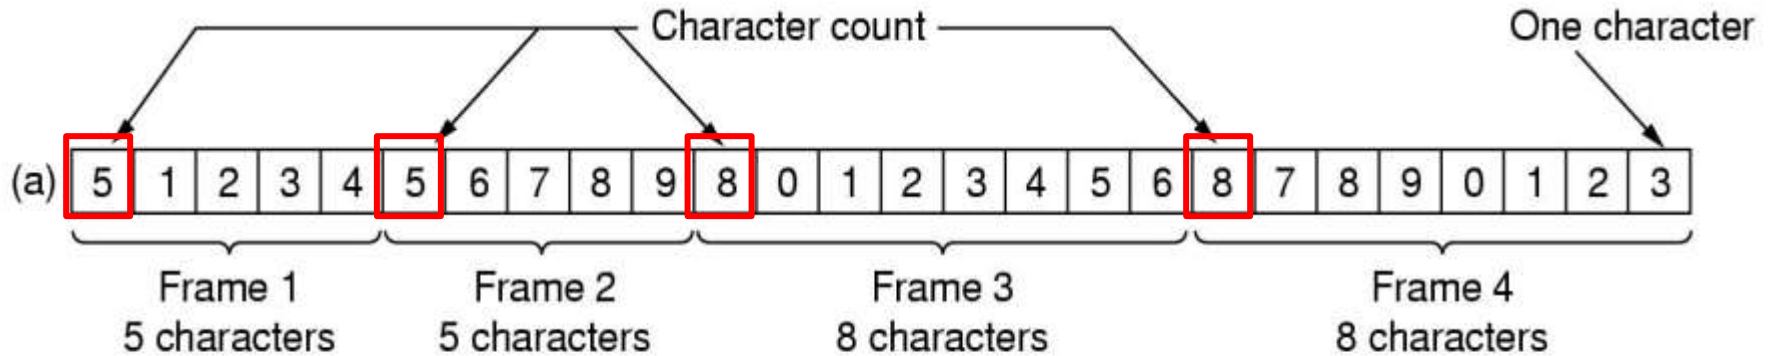 Character count One character
(a) 5 1 2 3 4 5 6 7 8 9 8 0 1 2 3 4 5 6 8 7 8 9 0 1 2 3
Frame 1 Frame 2 Frame 3 Frame 4
5 characters 5 characters 8 characters 8 characters